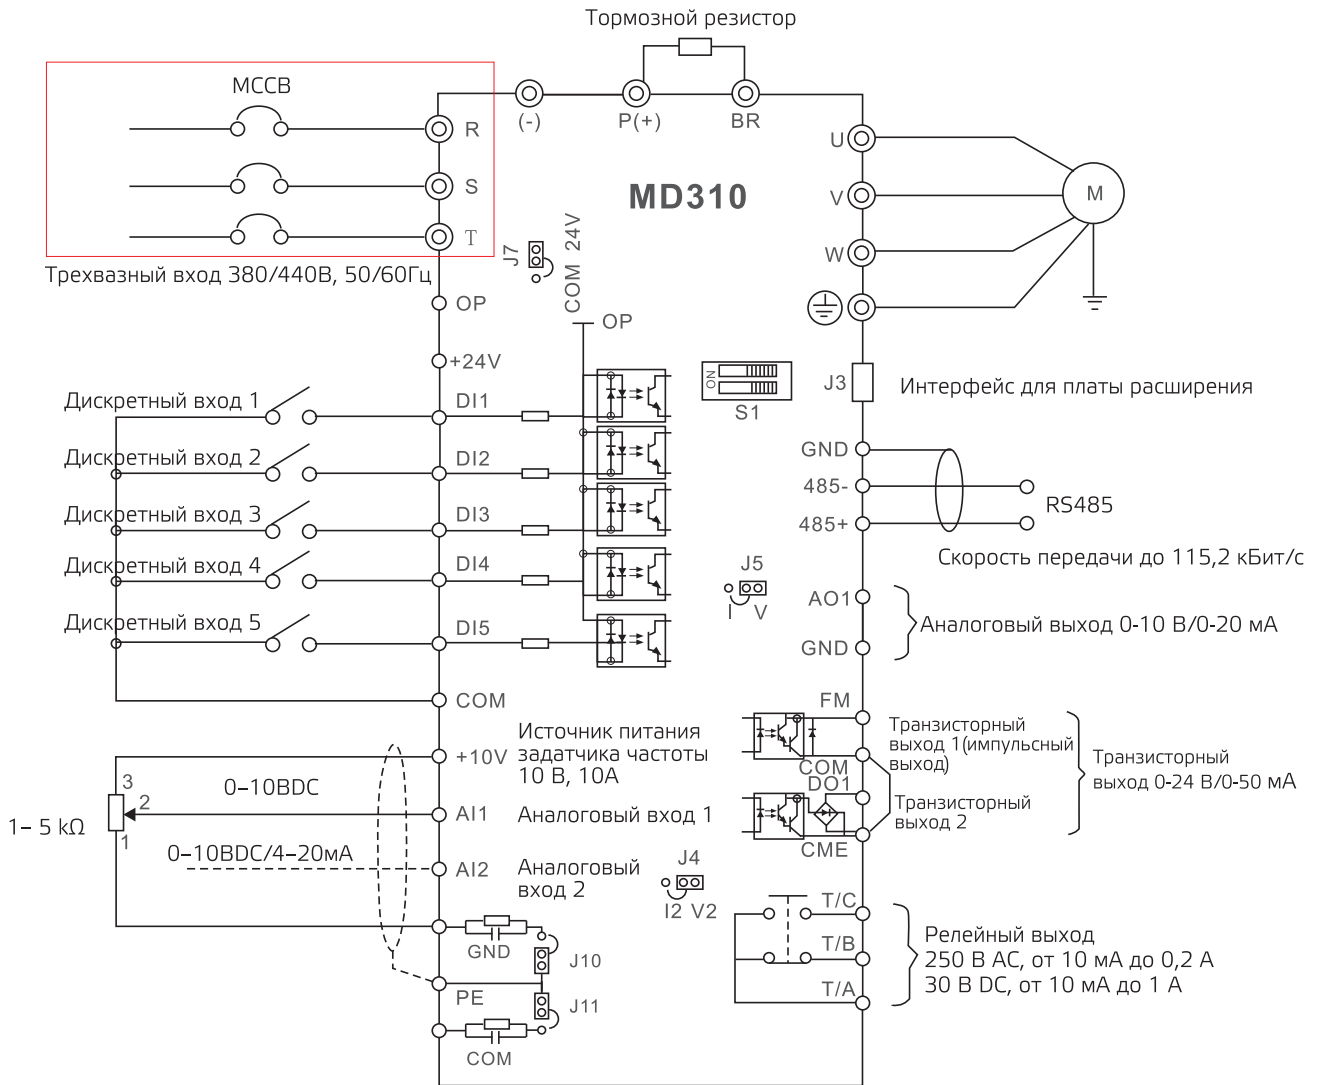 Тормозной резистор
МССВ
R
S
T
(-)
P(+)
BR
MD310
U
V
W
M
Трехвазный вход 380/440В, 50/60Гц
J7
COM 24V
OP
OP
+24V
ON
S1
J3
Интерфейс для платы расширения
Дискретный вход 1
DI1
Дискретный вход 2
DI2
Дискретный вход 3
DI3
Дискретный вход 4
DI4
Дискретный вход 5
DI5
COM
GND
485-
485+
RS485
Скорость передачи до 115,2 кБит/с
J5
I V
AO1
GND
Аналоговый выход 0-10 В/0-20 мА
FM
COM
DO1
CME
Транзисторный
выход 1(импульсный
выход)
Транзисторный
выход 2
Транзисторный
выход 0-24 В/0-50 мА
+10V
Источник питания
задатчика частоты
10 В, 10А
3
2
1
1– 5 kΩ
0–10ВDC
AI1
Аналоговый вход 1
0–10ВDC/4–20мА
AI2
Аналоговый
вход 2
J4
I2 V2
GND
J10
PE
J11
COM
T/C
T/B
T/A
Релейный выход
250 В AC, от 10 мА до 0,2 А
30 В DC, от 10 мА до 1 А